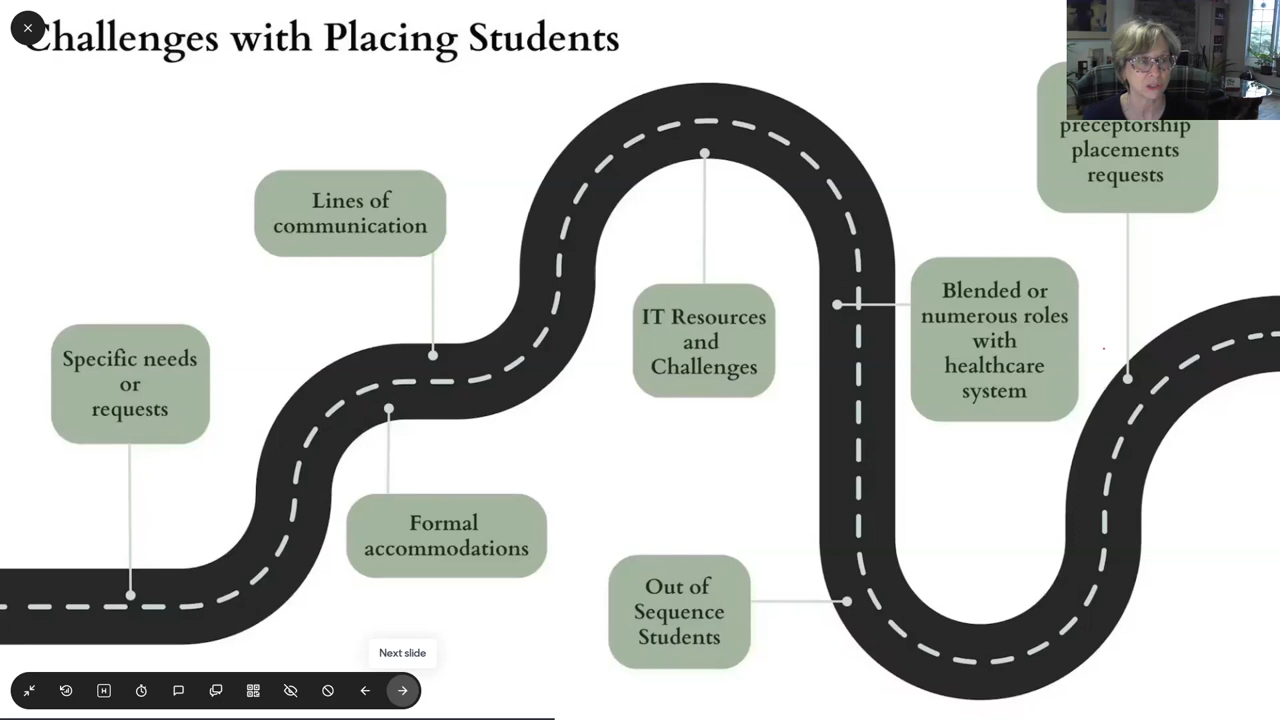 Challenges with Placing Students
Specific needs
or
requests
Lines of
communication
Formal
accommodations
IT Resources
and
Challenges
Out of
Sequence
Students
Blended or
numerous roles
with
healthcare
system
preceptorship
placements
requests
Next slide
H